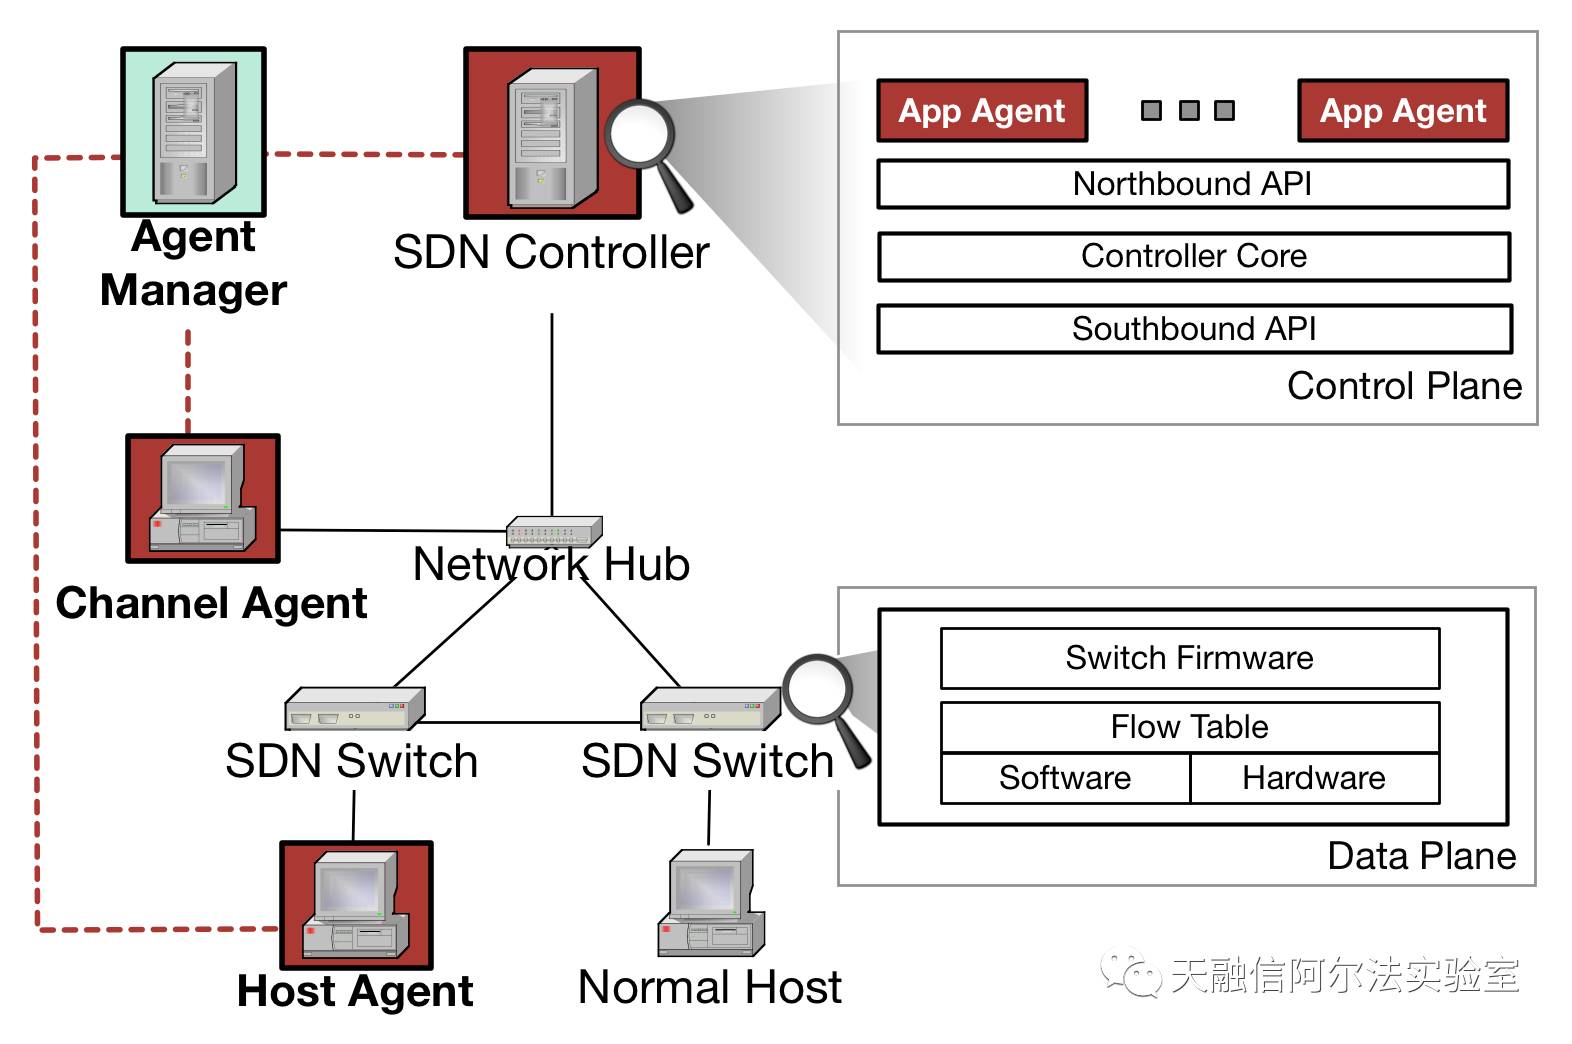 Agent
Manager
SDN Controller
App Agent
App Agent
Northbound API
Controller Core
Southbound API
Control Plane
Channel Agent
Network Hub
SDN Switch
SDN Switch
Switch Firmware
Flow Table
Software
Hardware
Data Plane
Host Agent
Normal Host
天融信阿尔法实验室